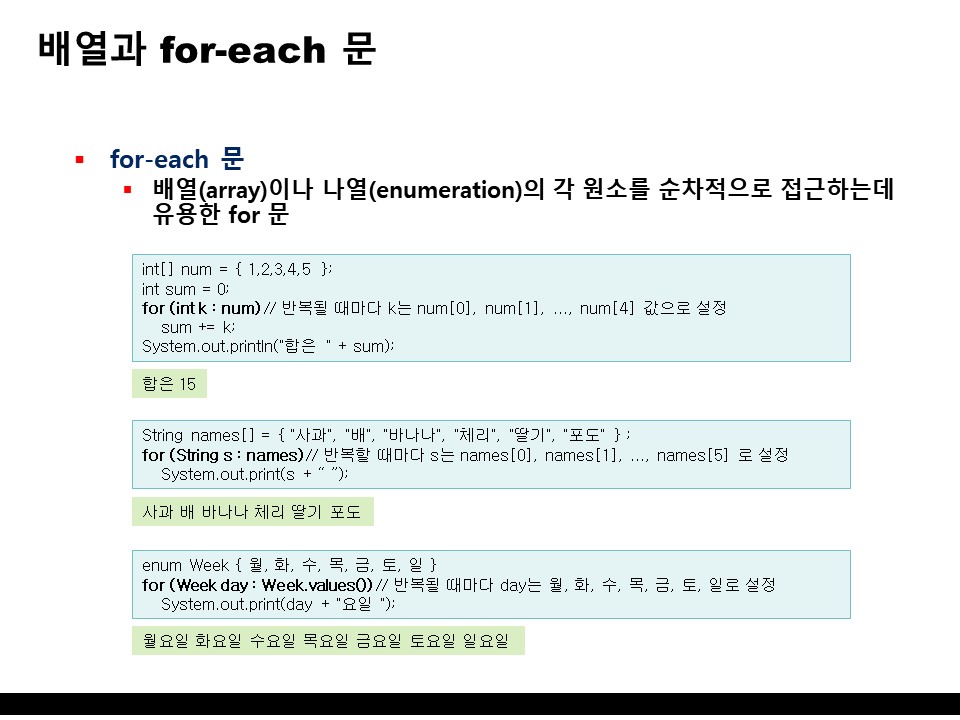 배열과 for-each 문
▪ for-each 문
▪ 배열(array)이나 나열(enumeration)의 각 원소를 순차적으로 접근하는데
유용한 for 문
int[] num = { 1,2,3,4,5 };
int sum = 0;
for (int k : num) // 반복될 때마다 k는 num[0], num[1], ..., num[4] 값으로 설정
sum += k;
System.out.println("합은 " + sum);
합은 15
String names[] = { "사과", "배", "바나나", "체리", "딸기", "포도" } ;
for (String s : names) // 반복할 때마다 s는 names[0], names[1], ..., names[5] 로 설정
System.out.print(s + " ");
사과 배 바나나 체리 딸기 포도
enum Week { 월, 화, 수, 목, 금, 토, 일 }
for (Week day : Week.values()) // 반복될 때마다 day는 월, 화, 수, 목, 금, 토, 일로 설정
System.out.print(day + "요일 ");
월요일 화요일 수요일 목요일 금요일 토요일 일요일